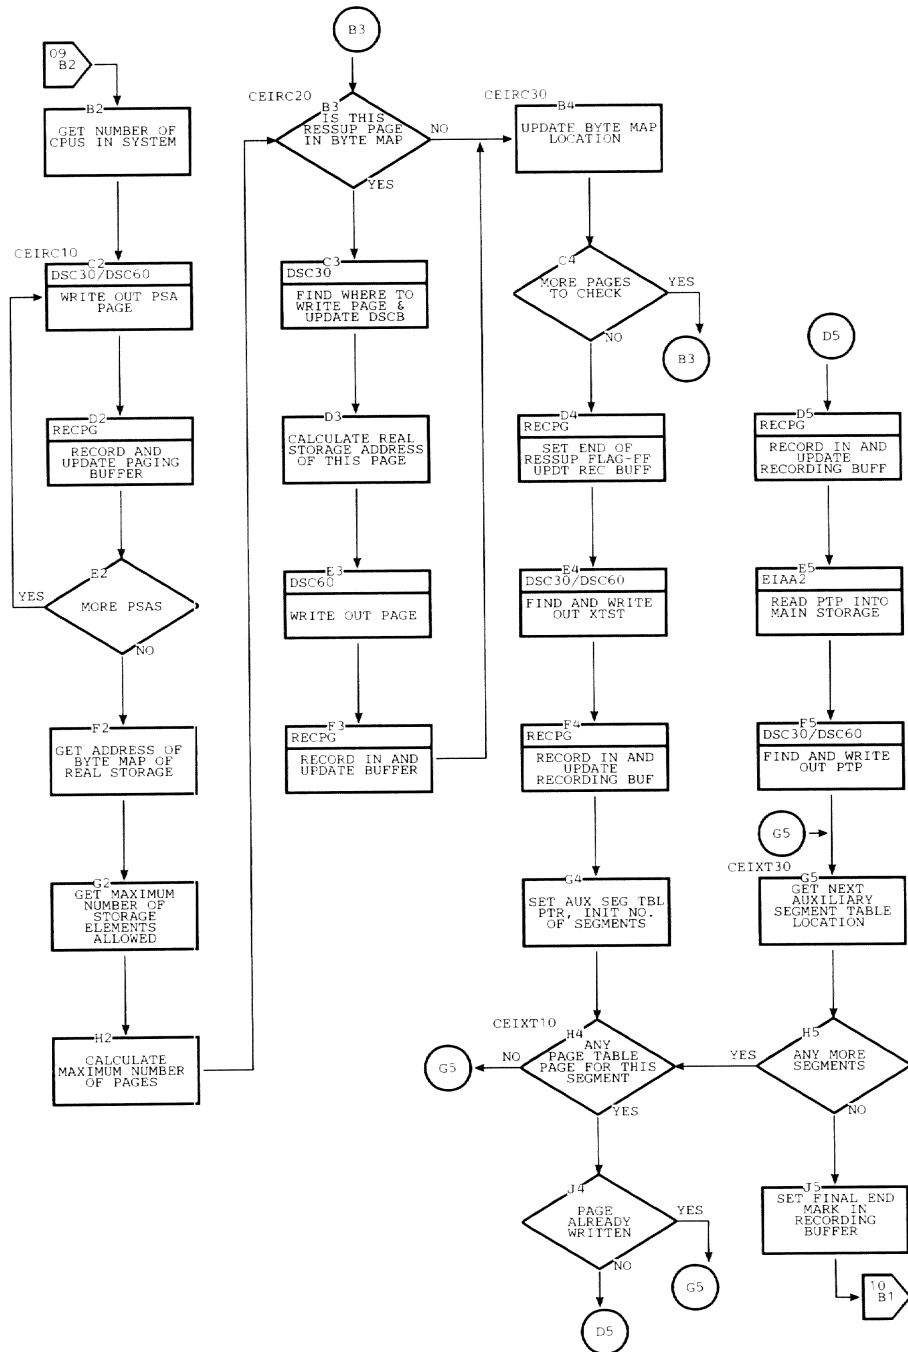 09
B2
B2
GET NUMBER OF
CPUS IN SYSTEM
CEIRC10
C2
DSC30/DSC60
WRITE OUT PSA
PAGE
D2
RECPG
RECORD AND
UPDATE PAGING
BUFFER
E2
YES
MORE PSAS
NO
F2
GET ADDRESS OF
BYTE MAP OF
REAL STORAGE
G2
GET MAXIMUM
NUMBER OF
STORAGE
ELEMENTS
ALLOWED
H2
CALCULATE
MAXIMUM NUMBER
OF PAGES
B3
CEIRC20
B3
IS THIS
RESSUP PAGE
IN BYTE MAP
NO
YES
C3
DSC30
FIND WHERE TO
WRITE PAGE &
UPDATE DSCB
D3
CALCULATE REAL
STORAGE ADDRESS
OF THIS PAGE
E3
DSC60
WRITE OUT PAGE
F3
RECPG
RECORD IN AND
UPDATE BUFFER
CEIRC30
B4
UPDATE BYTE MAP
LOCATION
C4
MORE PAGES
TO CHECK
YES
NO
B3
D4
RECPG
SET END OF
RESSUP FLAG-FF
UPDT REC BUFF
E4
DSC30/DSC60
FIND AND WRITE
OUT XTST
F4
RECPG
RECORD IN AND
UPDATE
RECORDING BUF
G4
SET AUX SEG TBL
PTR, INIT NO.
OF SEGMENTS
CEIXT10
H4
ANY
PAGE TABLE
PAGE FOR THIS
SEGMENT
NO
G5
YES
J4
PAGE
ALREADY
WRITTEN
YES
G5
NO
D5
D5
D5
RECPG
RECORD IN AND
UPDATE
RECORDING BUFF
E5
EIAA2
READ PTP INTO
MAIN STORAGE
F5
DSC30/DSC60
FIND AND WRITE
OUT PTP
G5
CEIXT30
G5
GET NEXT
AUXILIARY
SEGMENT TABLE
LOCATION
H5
YES
ANY MORE
SEGMENTS
NO
J5
SET FINAL END
MARK IN
RECORDING
BUFFER
10
B1